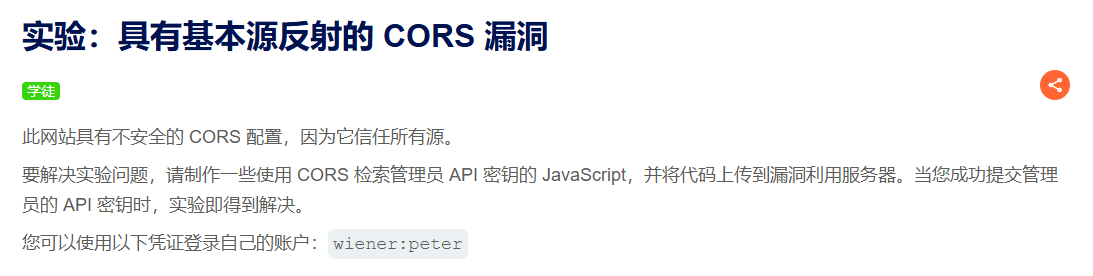 实验：具有基本源反射的 CORS 漏洞
学徒
此网站具有不安全的 CORS 配置，因为它信任所有源。
要解决实验问题，请制作一些使用 CORS 检索管理员 API 密钥的 JavaScript，并将代码上传到漏洞利用服务器。当您成功提交管理
员的 API 密钥时，实验即得到解决。
您可以使用以下凭证登录自己的账户：wiener:peter